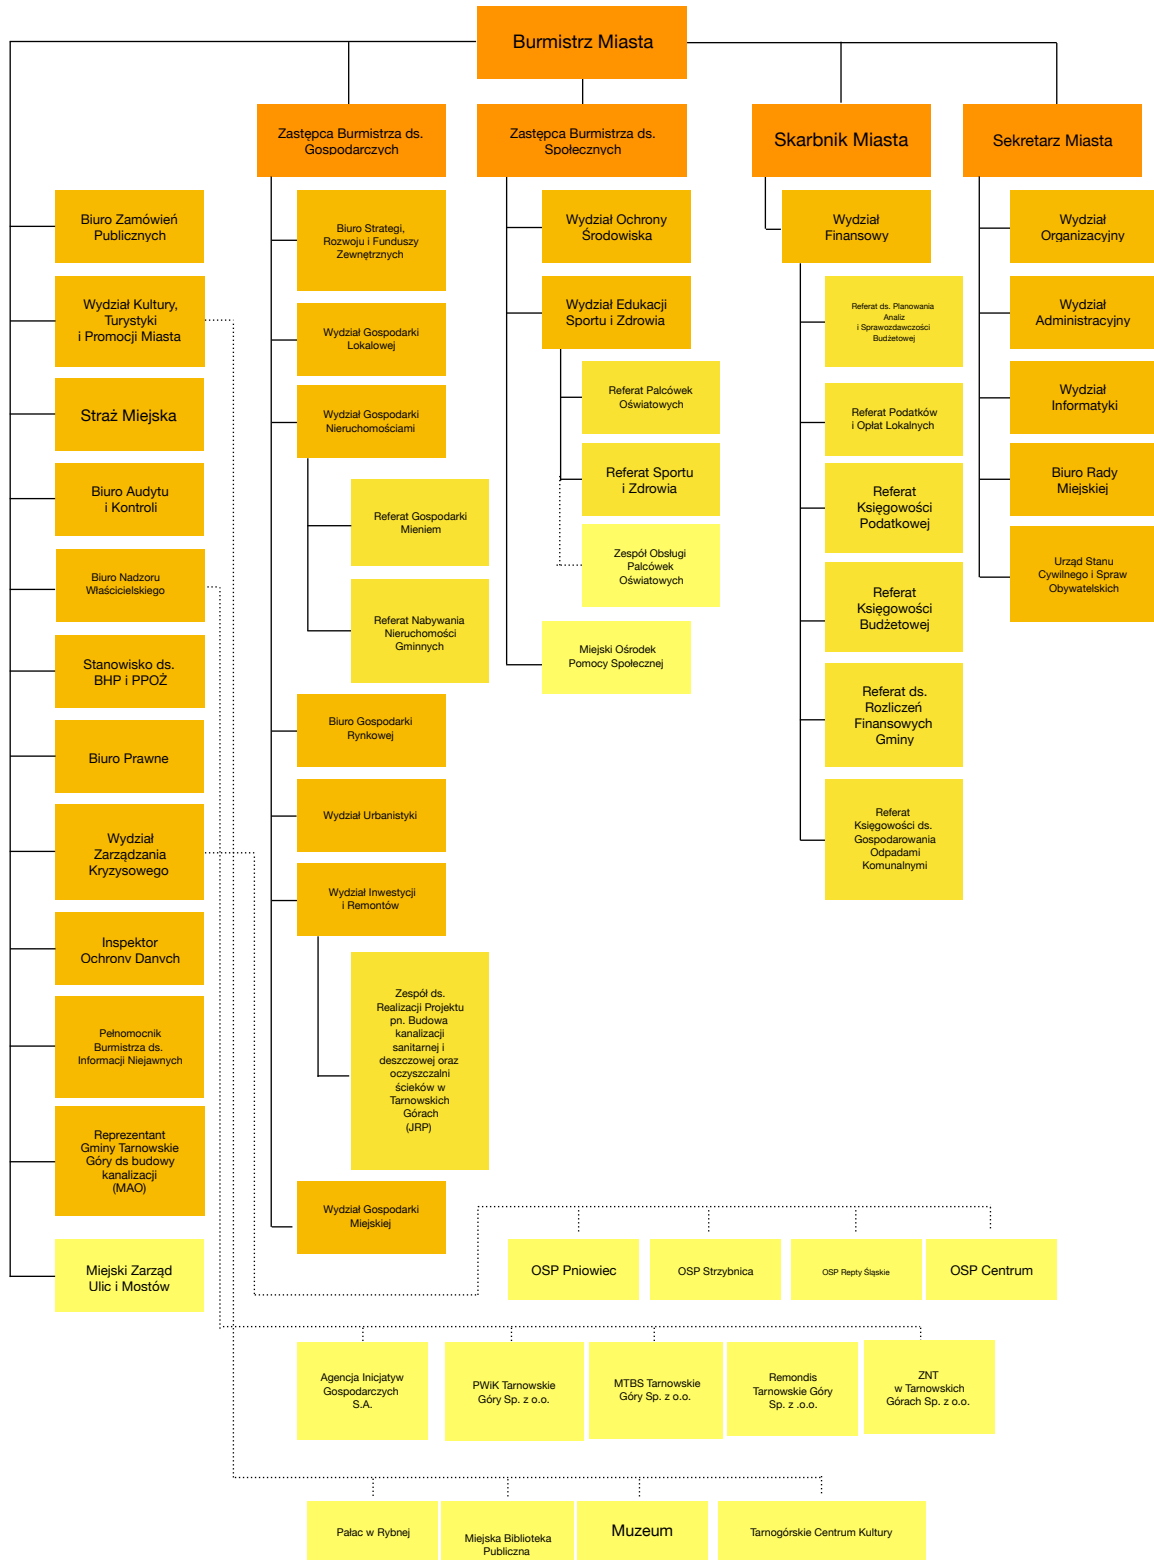 Burmistrz Miasta
Zastępca Burmistrza ds.
Gospodarczych
Zastępca Burmistrza ds.
Społecznych
Skarbnik Miasta
Sekretarz Miasta
Biuro Zamówień
Publicznych
Wydział Kultury,
Turystyki
i Promocji Miasta
Straż Miejska
Biuro Audytu
i Kontroli
Biuro Nadzoru
Właścicielskiego
Stanowisko ds.
BHP i PPOŻ
Biuro Prawne
Wydział
Zarządzania
Kryzysowego
Inspektor
Ochrony Danych
Pełnomocnik
Burmistrza ds.
Informacji Niejawnych
Reprezentant
Gminy Tarnowskie
Góry ds budowy
kanalizacji
(MAO)
Miejski Zarząd
Ulic i Mostów
Biuro Strategi,
Rozwoju i Funduszy
Zewnętrznych
Wydział Gospodarki
Lokalowej
Wydział Gospodarki
Nieruchomościami
Referat Gospodarki
Mieniem
Referat Nabywania
Nieruchomości
Gminnych
Biuro Gospodarki
Rynkowej
Wydział Urbanistyki
Wydział Inwestycji
i Remontów
Zespół ds.
Realizacji Projektu
pn. Budowa
kanalizacji
sanitarnej i
deszczowej oraz
oczyszczalni
ścieków w
Tarnowskich
Górach
(JRP)
Wydział Gospodarki
Miejskiej
Wydział Ochrony
Środowiska
Wydział Edukacji
Sportu i Zdrowia
Referat Palcówek
Oświatowych
Referat Sportu
i Zdrowia
Zespół Obsługi
Palcówek
Oświatowych
Miejski Ośrodek
Pomocy Społecznej
Wydział
Finansowy
Referat ds. Planowania
Analiz
i Sprawozdawczości
Budżetowej
Referat Podatków
i Opłat Lokalnych
Referat
Księgowości
Podatkowej
Referat
Księgowości
Budżetowej
Referat ds.
Rozliczeń
Finansowych
Gminy
Referat
Księgowości ds.
Gospodarowania
Odpadami
Komunalnymi
Wydział
Organizacyjny
Wydział
Administracyjny
Wydział
Informatyki
Biuro Rady
Miejskiej
Urząd Stanu
Cywilnego i Spraw
Obywatelskich
OSP Pniowiec
OSP Strzybnica
OSP Repty Śląskie
OSP Centrum
Agencja Inicjatyw
Gospodarczych
S.A.
PWiK Tarnowskie
Góry Sp. z o.o.
MTBS Tarnowskie
Góry Sp. z o.o.
Remondis
Tarnowskie Góry
Sp. z .o.o.
ZNT
w Tarnowskich
Górach Sp. z o.o.
Pałac w Rybnej
Miejska Biblioteka
Publiczna
Muzeum
Tarnogórskie Centrum Kultury